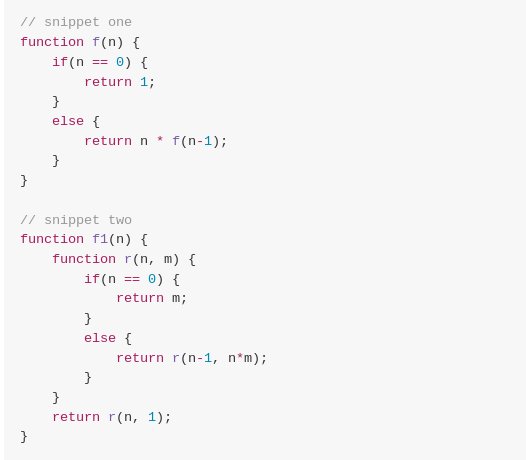 // snippet one
function f(n) {
    if(n == 0) {
        return 1;
    }
    else {
        return n * f(n-1);
    }
}

// snippet two
function f1(n) {
    function r(n, m) {
        if(n == 0) {
            return m;
        }
        else {
            return r(n-1, n*m);
        }
    }
    return r(n, 1);
}